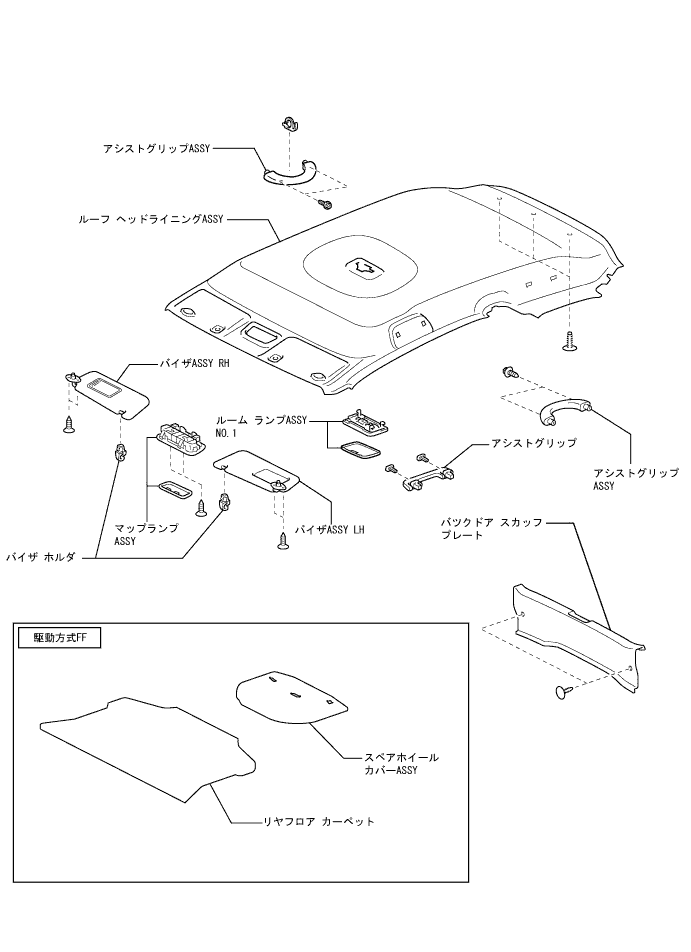 アシストグリップASSY
ルーフ ヘッドライニングASSY
バイザASSY RH
ルーム ランプASSY
NO.1
アシストグリップ
アシストグリップ
ASSY
マップランプ
ASSY
バイザASSY LH
バイザ ホルダ
バツクドア スカッフ
プレート
駆動方式FF
スペアホイール
カバーASSY
リヤフロア カーペット